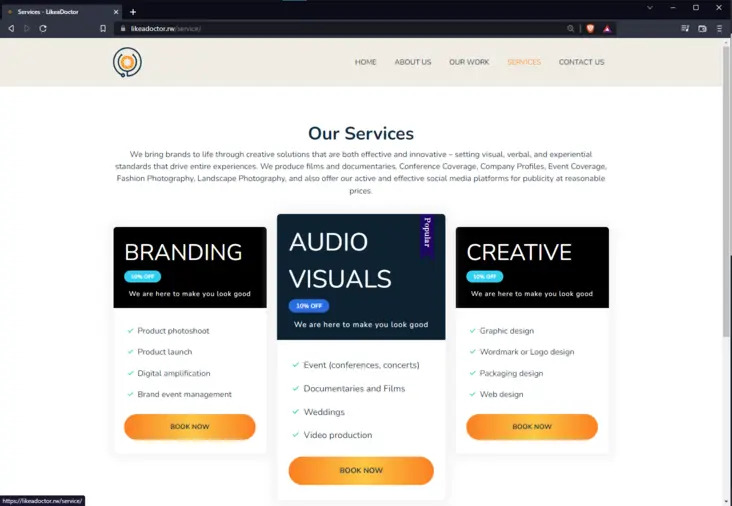 Services - LikeaDoctor
likeadoctor.rw/service/
HOME ABOUT US OUR WORK SERVICES CONTACT US
Our Services
We bring brands to life through creative solutions that are both effective and innovative – setting visual, verbal, and experiential
standards that drive entire experiences. We produce films and documentaries, Conference Coverage, Company Profiles, Event Coverage,
Fashion Photography, Landscape Photography, and also offer our active and effective social media platforms for publicity at reasonable
prices.
BRANDING
10% OFF
We are here to make you look good
Product photoshoot
Product launch
Digital amplification
Brand event management
BOOK NOW
Popular
AUDIO
VISUALS
10% OFF
We are here to make you look good
Event (conferences, concerts)
Documentaries and Films
Weddings
Video production
BOOK NOW
CREATIVE
10% OFF
We are here to make you look good
Graphic design
Wordmark or Logo design
Packaging design
Web design
BOOK NOW
https://likeadoctor.rw/service/